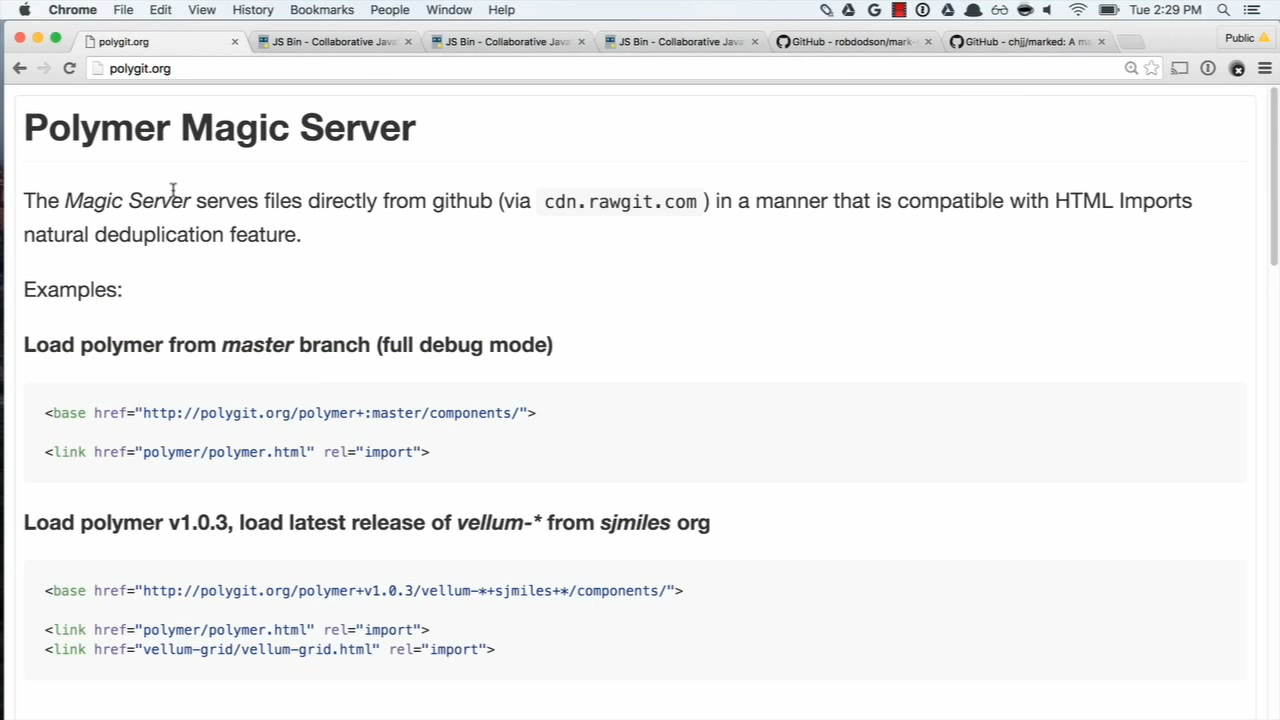 Chrome File Edit View History Bookmarks People Window Help Tue 2:29 PM
polygit.org JS Bin - Collaborative Java JS Bin - Collaborative Java JS Bin - Collaborative Java GitHub - robdodson/mark- GitHub - chjj/marked: A ma Public
polygit.org
Polymer Magic Server
The Magic Server serves files directly from github (via cdn.rawgit.com ) in a manner that is compatible with HTML Imports
natural deduplication feature.
Examples:
Load polymer from master branch (full debug mode)
<base href="http://polygit.org/polymer+:master/components/">
<link href="polymer/polymer.html" rel="import">
Load polymer v1.0.3, load latest release of vellum-* from sjmiles org
<base href="http://polygit.org/polymer+v1.0.3/vellum-*+sjmiles+*/components/">
<link href="polymer/polymer.html" rel="import">
<link href="vellum-grid/vellum-grid.html" rel="import">